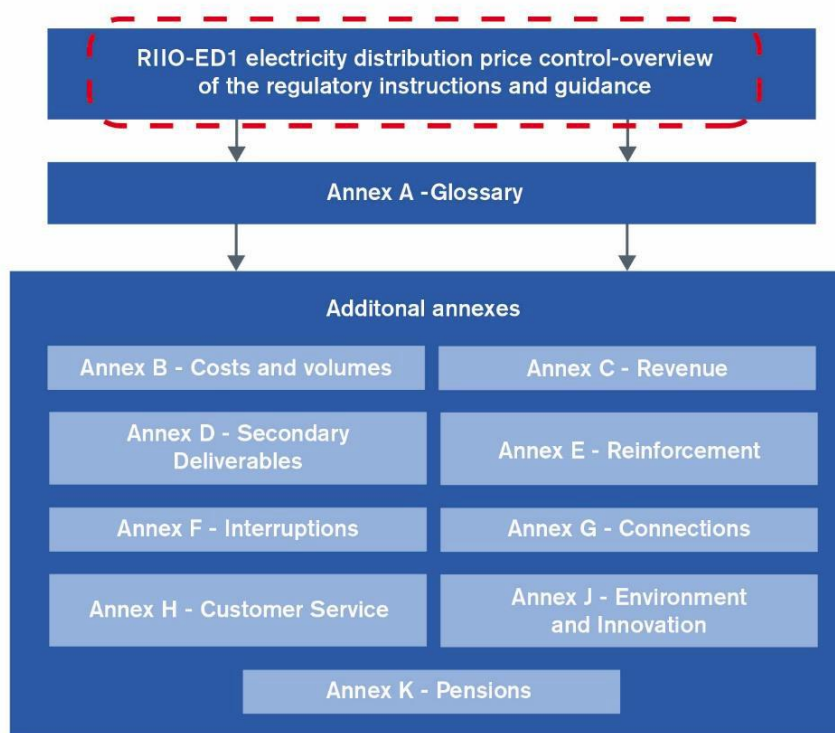 RIIO-ED1 electricity distribution price control-overview
of the regulatory instructions and guidance
Annex A -Glossary
Additonal annexes
Annex B - Costs and volumes
Annex C - Revenue
Annex D - Secondary
Deliverables
Annex E - Reinforcement
Annex F - Interruptions
Annex G - Connections
Annex H - Customer Service
Annex J - Environment
and Innovation
Annex K - Pensions